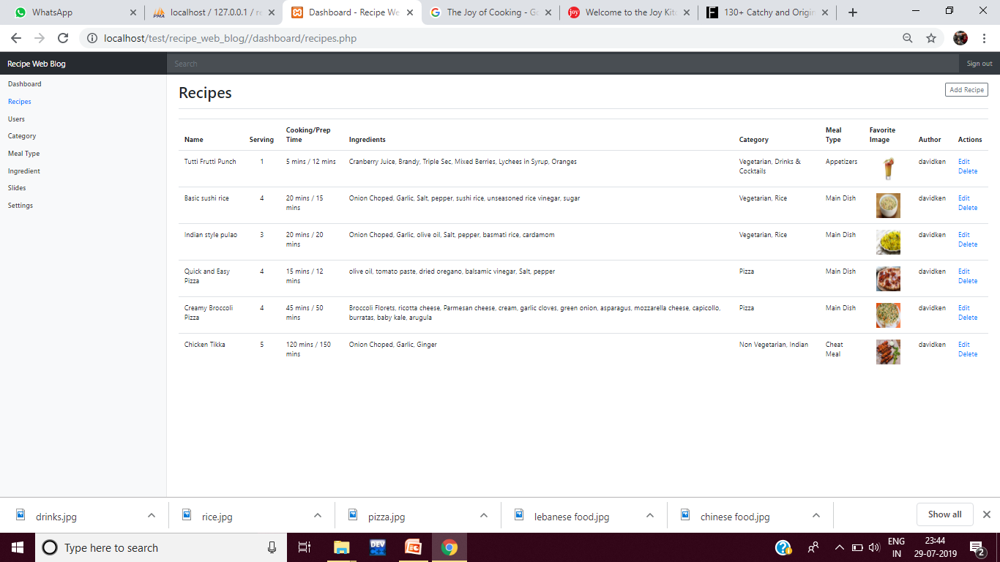 WhatsApp
localhost / 127.0.0.1 / re
Dashboard - Recipe We
The Joy of Cooking - Go
Welcome to the Joy Kit
130+ Catchy and Origin
localhost/test/recipe_web_blog//dashboard/recipes.php
Recipe Web Blog
Search
Sign out
Dashboard
Recipes
Users
Category
Meal Type
Ingredient
Slides
Settings
Recipes
Add Recipe
Name Serving Cooking/Prep Time Ingredients Category Meal Type Favorite Image Author Actions
Tutti Frutti Punch 1 5 mins / 12 mins Cranberry Juice, Brandy, Triple Sec, Mixed Berries, Lychees in Syrup, Oranges Vegetarian, Drinks & Cocktails Appetizers davidken Edit Delete
Basic sushi rice 4 20 mins / 15 mins Onion Choped, Garlic, Salt, pepper, sushi rice, unseasoned rice vinegar, sugar Vegetarian, Rice Main Dish davidken Edit Delete
Indian style pulao 3 20 mins / 20 mins Onion Choped, Garlic, olive oil, Salt, pepper, basmati rice, cardamom Vegetarian, Rice Main Dish davidken Edit Delete
Quick and Easy Pizza 4 15 mins / 12 mins olive oil, tomato paste, dried oregano, balsamic vinegar, Salt, pepper Pizza Main Dish davidken Edit Delete
Creamy Broccoli Pizza 4 45 mins / 50 mins Broccoli Florets, ricotta cheese, Parmesan cheese, cream, garlic cloves, green onion, asparagus, mozzarella cheese, capicollo, burratas, baby kale, arugula Pizza Main Dish davidken Edit Delete
Chicken Tikka 5 120 mins / 150 mins Onion Choped, Garlic, Ginger Non Vegetarian, Indian Cheat Meal davidken Edit Delete
drinks.jpg
rice.jpg
pizza.jpg
lebanese food.jpg
chinese food.jpg
Show all
Type here to search
DEV
ENG
IN
23:44
29-07-2019
2